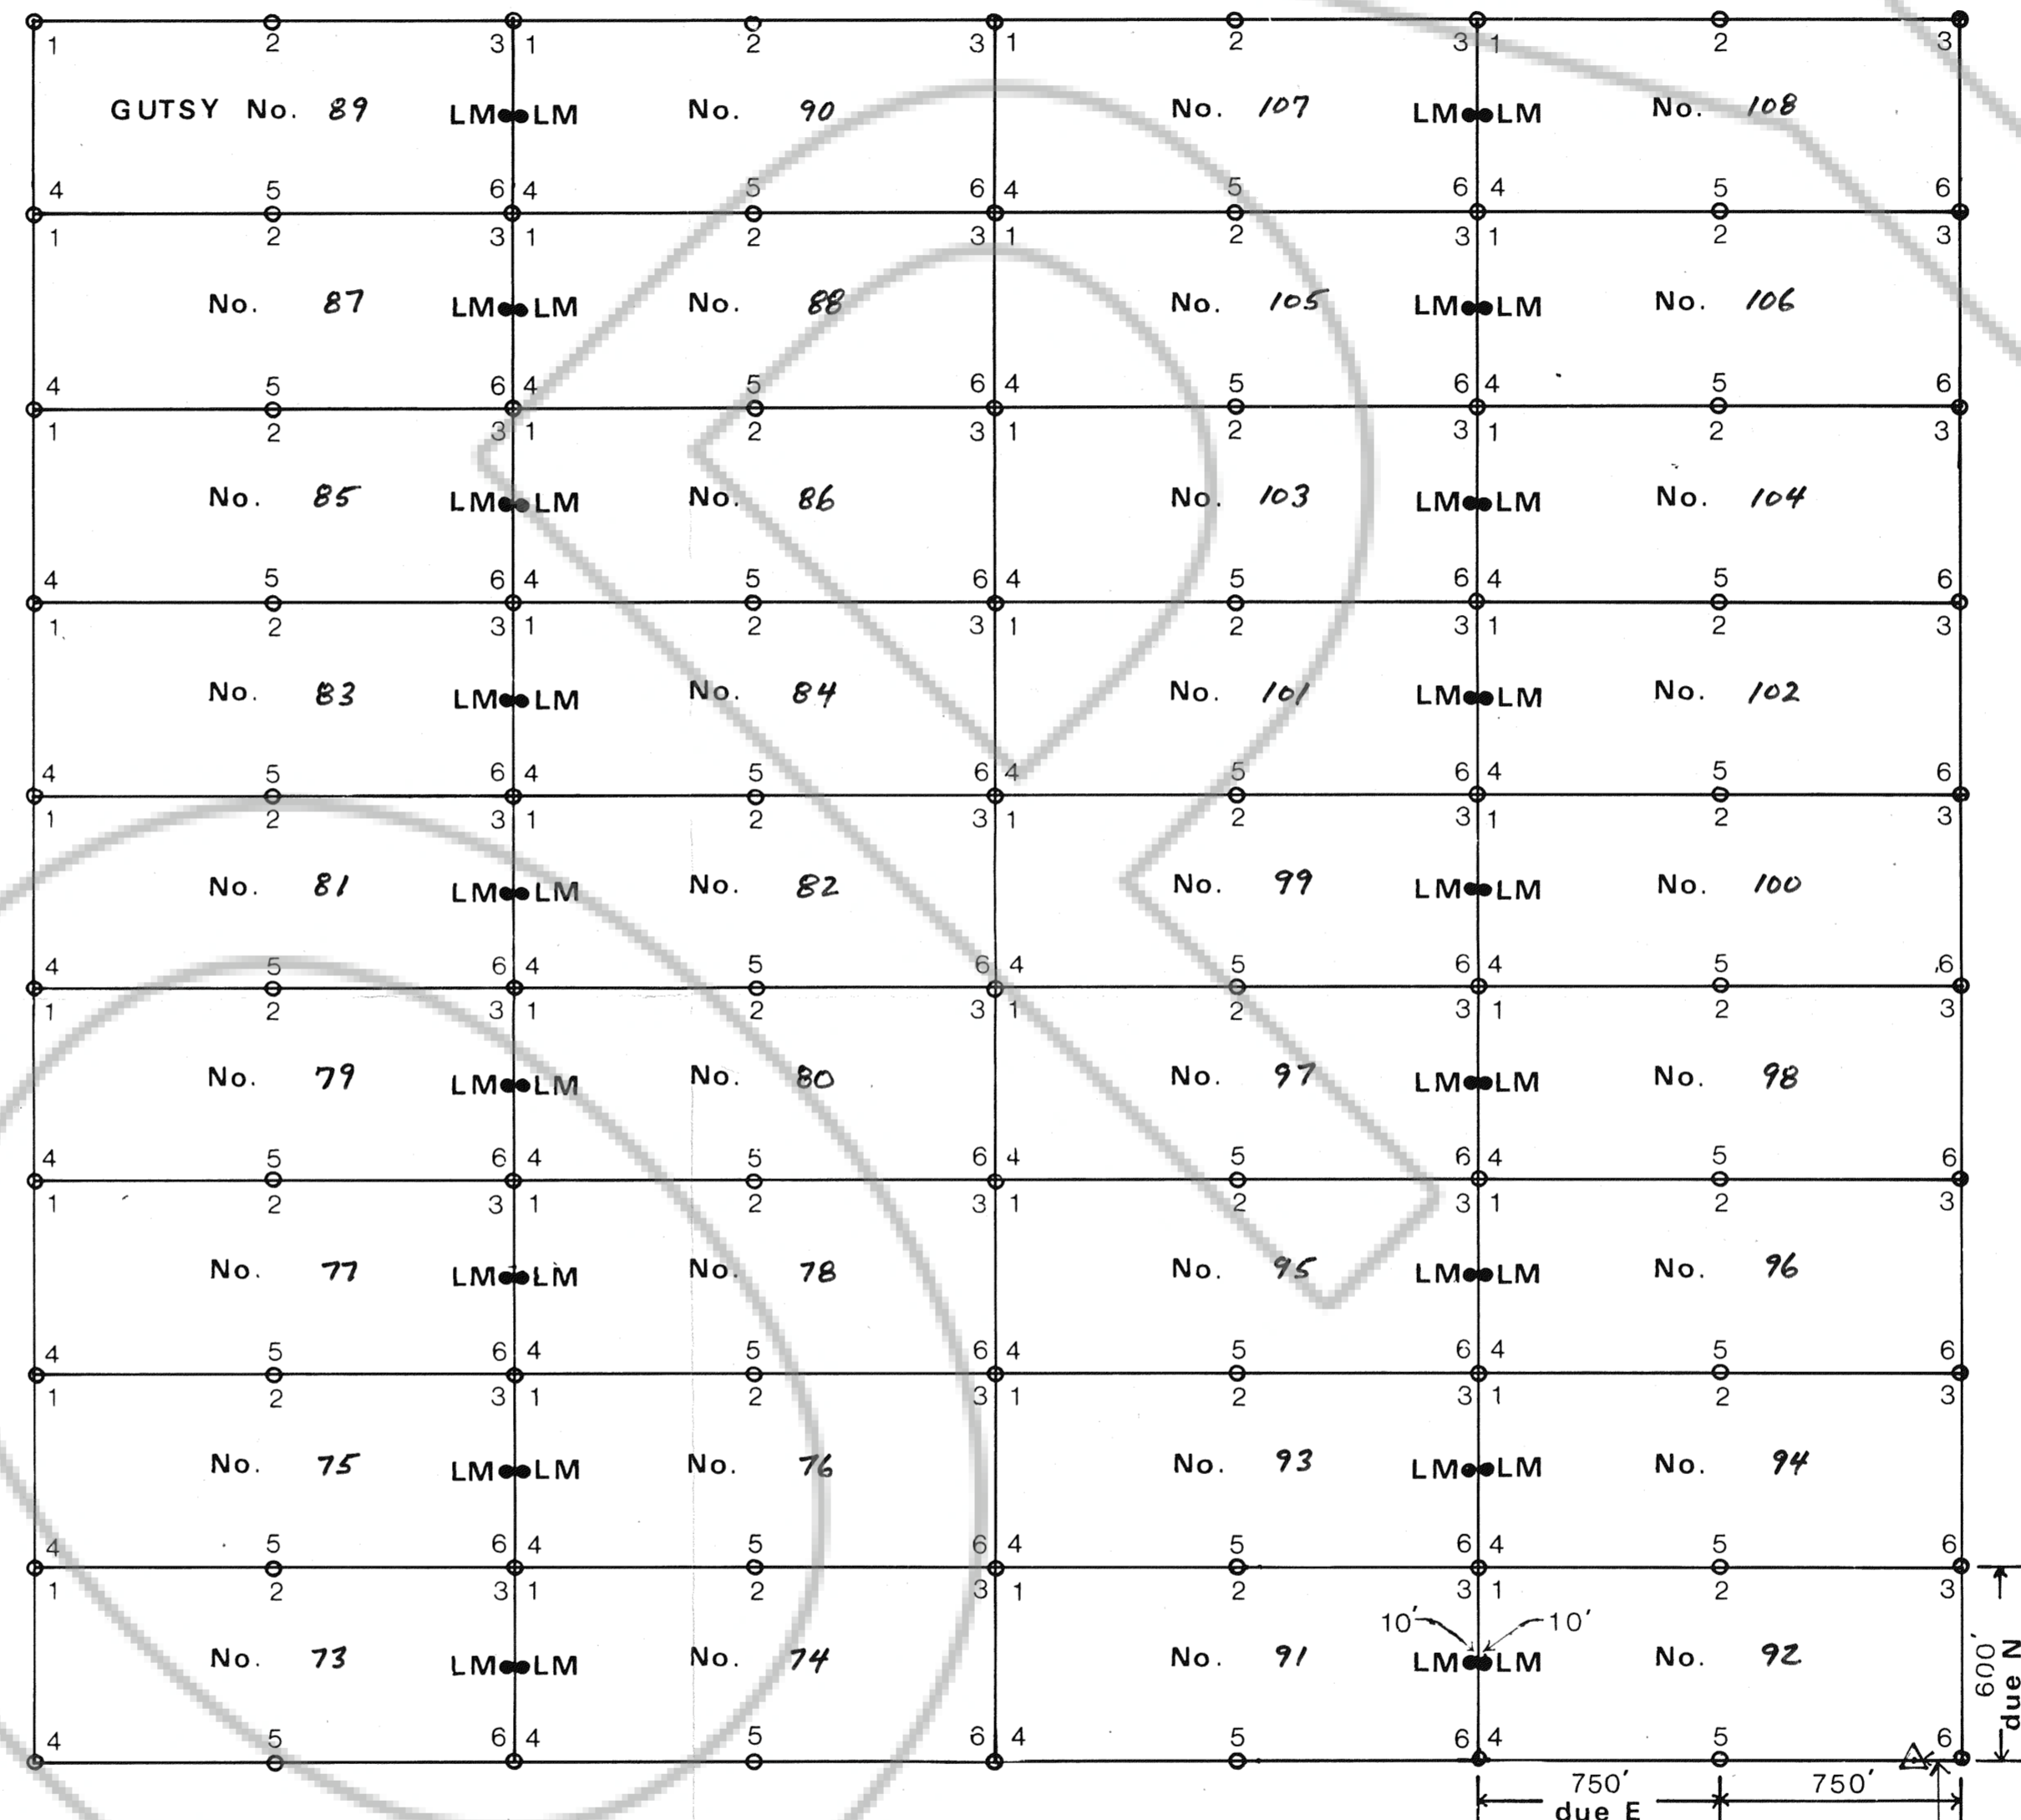 1 2 3 1 2 3 1 2 3 1 2 3
GUTSY No. 89 LM LM No. 90 No. 107 LM LM No. 108
4 5 6 4 5 6 4 5 6 4 5 6
1 2 3 1 2 3 1 2 3 1 2 3
No. 87 LM LM No. 88 No. 105 LM LM No. 106
4 5 6 4 5 6 4 5 6 4 5 6
1 2 3 1 2 3 1 2 3 1 2 3
No. 85 LM LM No. 86 No. 103 LM LM No. 104
4 5 6 4 5 6 4 5 6 4 5 6
1 2 3 1 2 3 1 2 3 1 2 3
No. 83 LM LM No. 84 No. 101 LM LM No. 102
4 5 6 4 5 6 4 5 6 4 5 6
1 2 3 1 2 3 1 2 3 1 2 3
No. 81 LM LM No. 82 No. 99 LM LM No. 100
4 5 6 4 5 6 4 5 6 4 5 6
1 2 3 1 2 3 1 2 3 1 2 3
No. 79 LM LM No. 80 No. 97 LM LM No. 98
4 5 6 4 5 6 4 5 6 4 5 6
1 2 3 1 2 3 1 2 3 1 2 3
No. 77 LM LM No. 78 No. 95 LM LM No. 96
4 5 6 4 5 6 4 5 6 4 5 6
1 2 3 1 2 3 1 2 3 1 2 3
No. 75 LM LM No. 76 No. 93 LM LM No. 94
4 5 6 4 5 6 4 5 6 4 5 6
1 2 3 1 2 3 1 2 3 1 2 3
10' 10'
No. 73 LM LM No. 74 No. 91 LM LM No. 92
600'
due N
4 5 6 4 5 6 4 5 6 4 5 6
750' 750'
due E